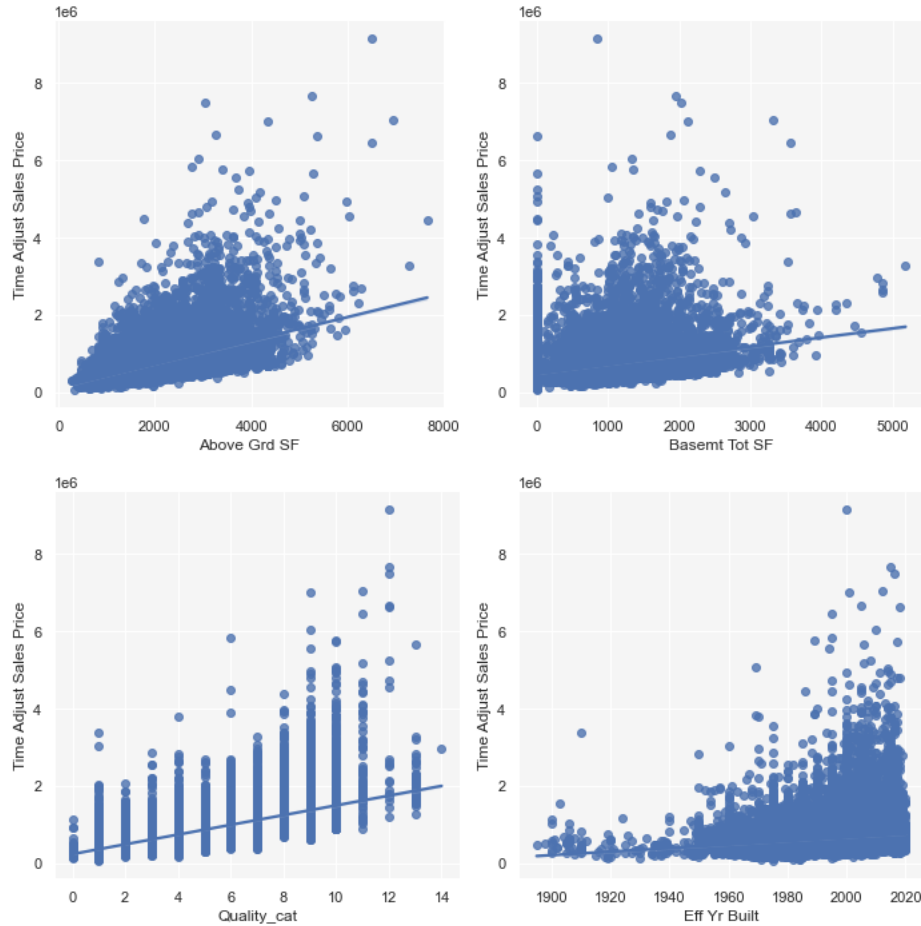 1e6
Time Adjust Sales Price
8
6
4
2
0
0 2000 4000 6000 8000
Above Grd SF
1e6
Time Adjust Sales Price
8
6
4
2
0
0 1000 2000 3000 4000 5000
Basemt Tot SF
1e6
Time Adjust Sales Price
8
6
4
2
0
0 2 4 6 8 10 12 14
Quality_cat
1e6
Time Adjust Sales Price
8
6
4
2
0
1900 1920 1940 1960 1980 2000 2020
Eff Yr Built